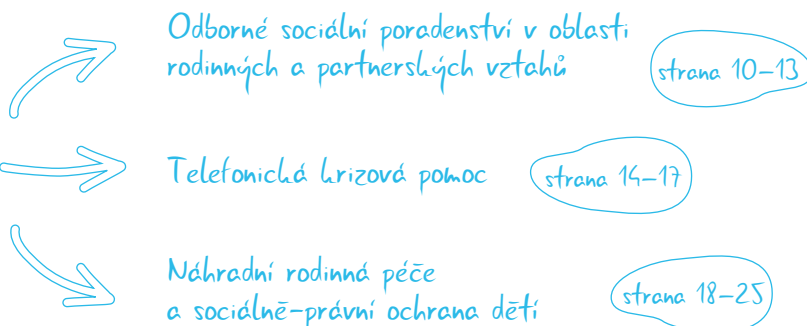 Odborné sociální poradenství v oblasti
rodinných a partnerských vztahů
strana 10–13
Telefonická krizová pomoc
strana 14–17
Náhradní rodinná péče
a sociálně-právní ochrana dětí
strana 18–25